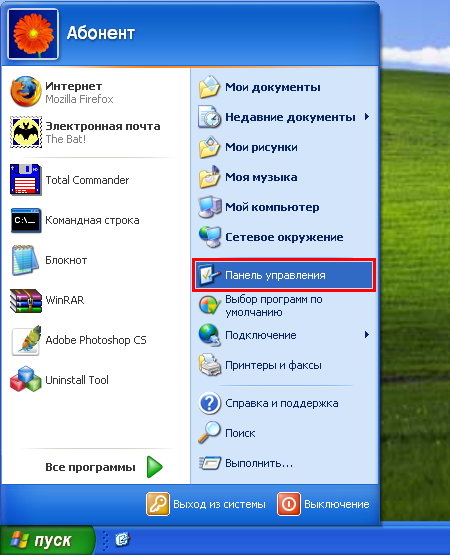 Абонент
Интернет
Mozilla Firefox
Электронная почта
The Bat!
Total Commander
Командная строка
Блокнот
WinRAR
Adobe Photoshop CS
Uninstall Tool
Все программы
Мои документы
Недавние документы
Мои рисунки
Моя музыка
Мой компьютер
Сетевое окружение
Панель управления
Выбор программ по
умолчанию
Подключение
Принтеры и факсы
Справка и поддержка
Поиск
Выполнить...
Выход из системы
Выключение
пуск